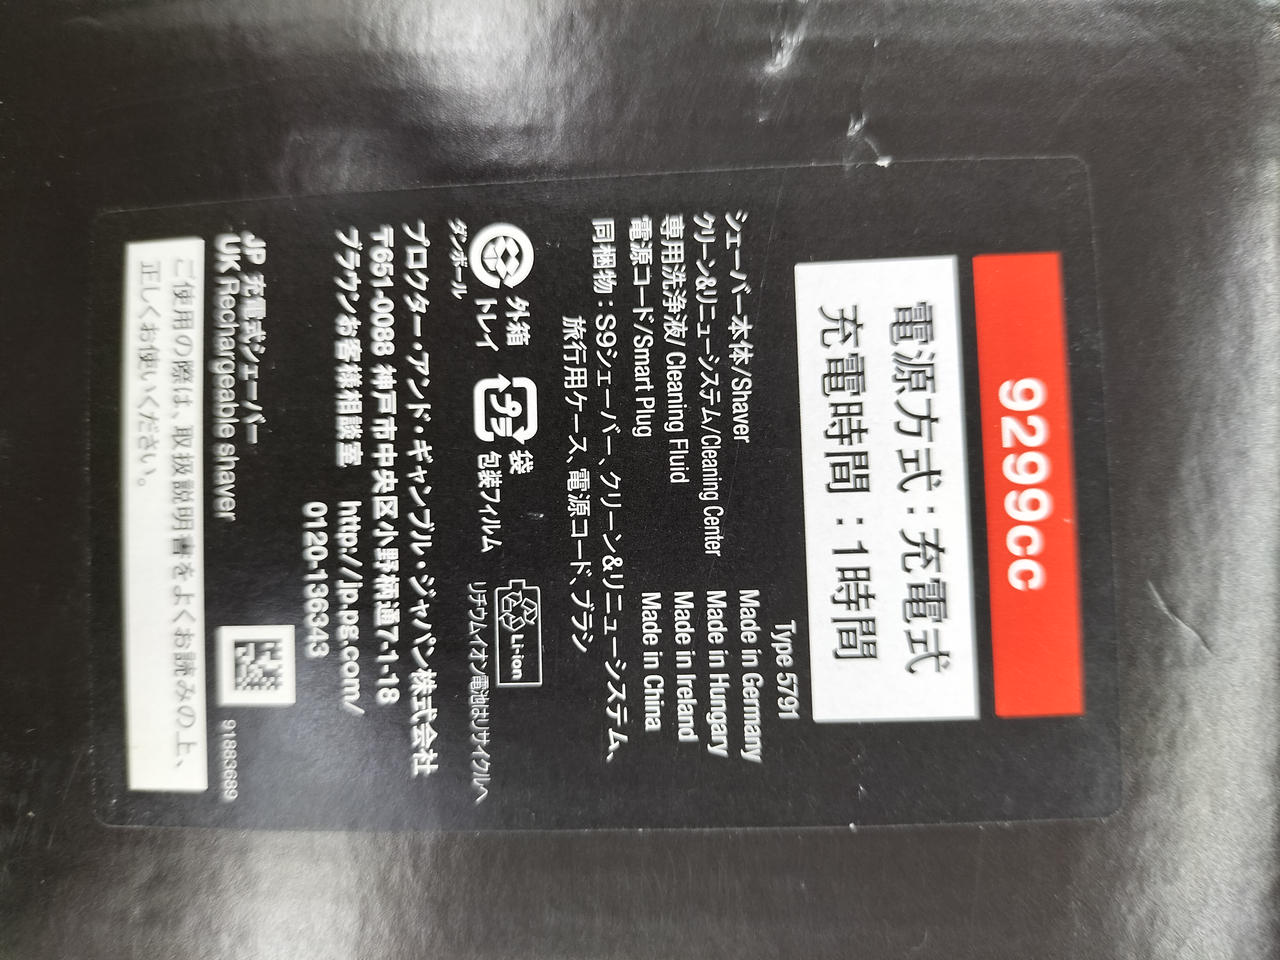 9299cc
電源方式：充電式
充電時間：1時間
Type 5791
シェーバー本体/Shaver Made in Germany
クリーン&リニューシステム/Cleaning Center Made in Hungary
専用洗浄液/ Cleaning Fluid Made in Ireland
電源コード/Smart Plug Made in China
同梱物：S9シェーバー、クリーン&リニューシステム、
旅行用ケース、電源コード、ブラシ
外箱
トレイ
ダンボール
プラ
袋
包装フィルム
Li-ion
リチウムイオン電池はリサイクルへ
プロクター・アンド・ギャンブル・ジャパン株式会社
〒651-0088 神戸市中央区小野柄通7-1-18
ブラウンお客様相談室 http://jp.pg.com/
0120-136343
JP 充電式シェーバー
UK Rechargeable shaver
91883689
ご使用の際は、取扱説明書をよくお読みの上、
正しくお使いください。